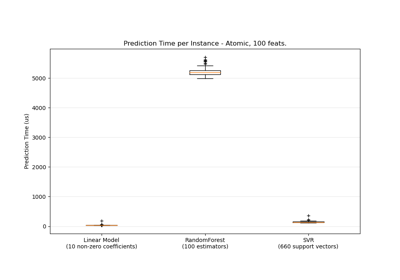 Prediction Time per Instance - Atomic, 100 feats.
5000
4000
3000
2000
1000
0
Prediction Time (us)
Linear Model
(10 non-zero coefficients)
RandomForest
(100 estimators)
SVR
(660 support vectors)